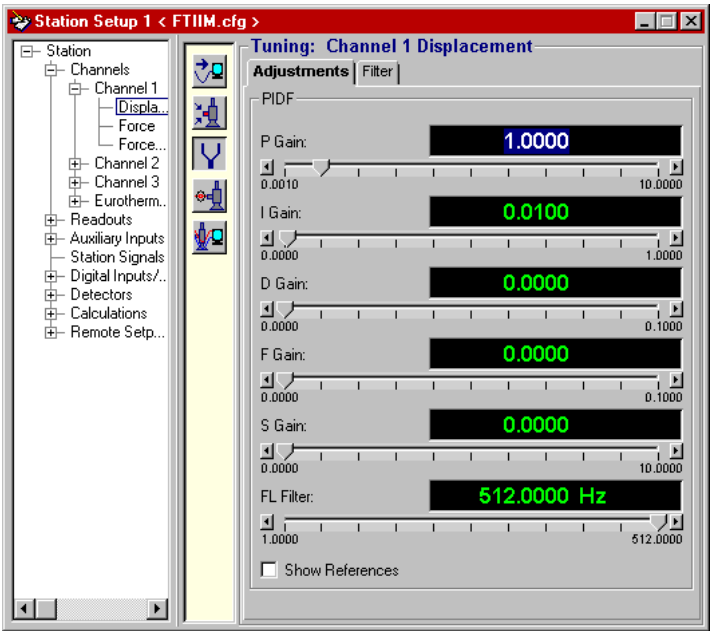 Station Setup 1 < FTIIM.cfg >
Station
Channels
Channel 1
Displa...
Force
Force...
Channel 2
Channel 3
Eurotherm..
Readouts
Auxiliary Inputs
Station Signals
Digital Inputs/..
Detectors
Calculations
Remote Setp...
Tuning: Channel 1 Displacement
Adjustments Filter
PIDF
P Gain: 1.0000
0.0010 10.0000
I Gain: 0.0100
0.0000 1.0000
D Gain: 0.0000
0.0000 0.1000
F Gain: 0.0000
0.0000 0.1000
S Gain: 0.0000
0.0000 10.0000
FL Filter: 512.0000 Hz
1.0000 512.0000
Show References